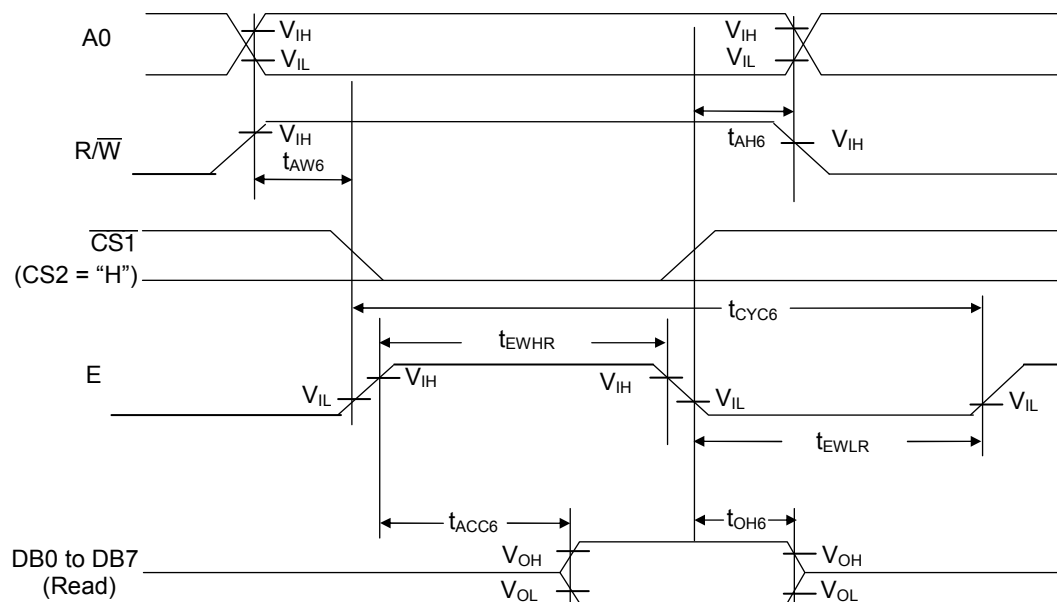 A0
V_IH
V_IL
V_IH
V_IL
R/W̅
V_IH
t_AW6
t_AH6
V_IH
C̅S̅1̅
(CS2 = “H”)
t_CYC6
t_EWHR
E
V_IL
V_IH
V_IH
V_IL
V_IL
t_EWLR
t_ACC6
t_OH6
DB0 to DB7
(Read)
V_OH
V_OL
V_OH
V_OL